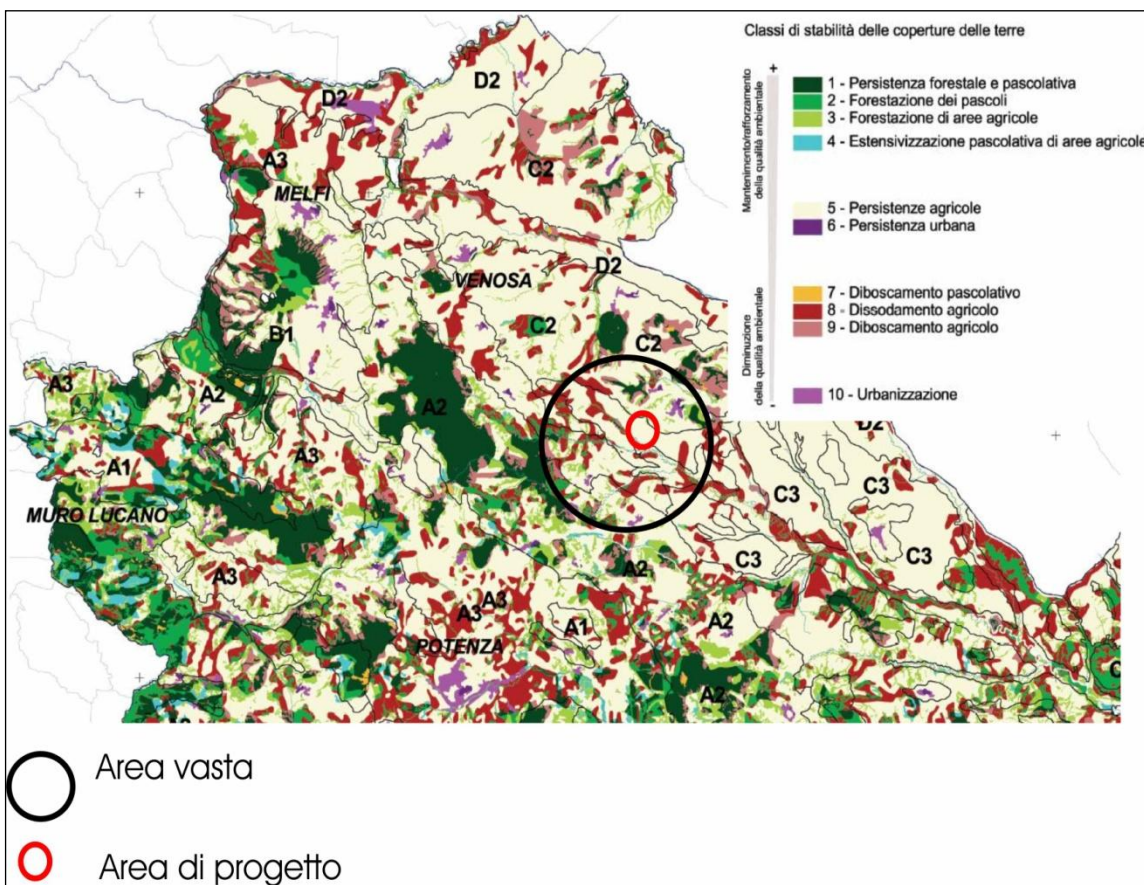 Classi di stabilità delle coperture delle terre
+
Mantenimento/rafforzamento
della qualità ambientale
Diminuzione
della qualità ambientale
-
1 - Persistenza forestale e pascolativa
2 - Forestazione dei pascoli
3 - Forestazione di aree agricole
4 - Estensivizzazione pascolativa di aree agricole
5 - Persistenze agricole
6 - Persistenza urbana
7 - Diboscamento pascolativo
8 - Dissodamento agricolo
9 - Diboscamento agricolo
10 - Urbanizzazione
D2
D2
A3
C2
MELFI
VENOSA
D2
C2
C2
B1
A3
A2
A2
A3
A1
D2
C3
C3
MURO LUCANO
C3
C3
A2
A3
A3
A3
A1
A2
POTENZA
A2
C
Area vasta
Area di progetto